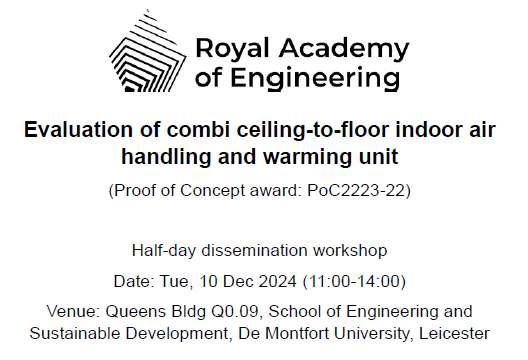 Royal Academy
of Engineering
Evaluation of combi ceiling-to-floor indoor air
handling and warming unit
(Proof of Concept award: PoC2223-22)
Half-day dissemination workshop
Date: Tue, 10 Dec 2024 (11:00-14:00)
Venue: Queens Bldg Q0.09, School of Engineering and
Sustainable Development, De Montfort University, Leicester